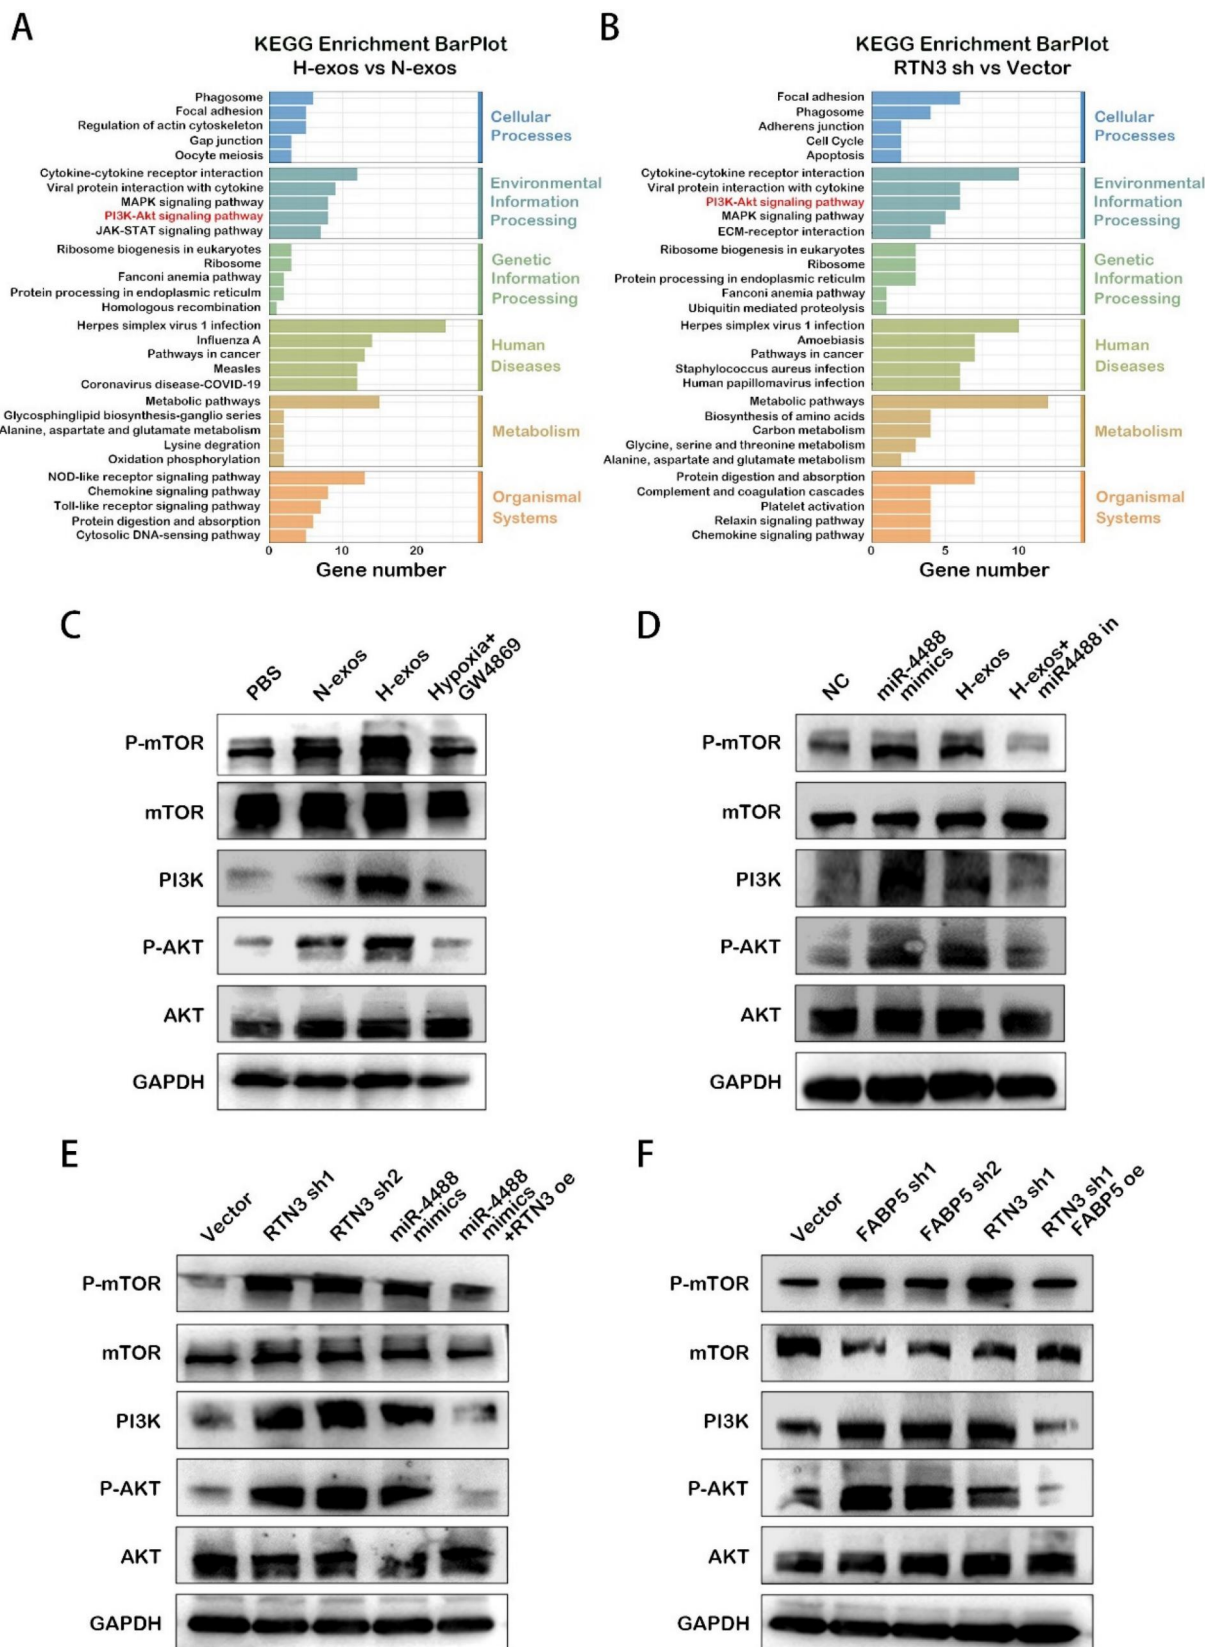 A
KEGG Enrichment BarPlot
H-exos vs N-exos
Phagosome
Focal adhesion
Regulation of actin cytoskeleton
Gap junction
Oocyte meiosis
Cellular
Processes
Cytokine-cytokine receptor interaction
Viral protein interaction with cytokine
MAPK signaling pathway
PI3K-Akt signaling pathway
JAK-STAT signaling pathway
Environmental
Information
Processing
Ribosome biogenesis in eukaryotes
Ribosome
Fanconi anemia pathway
Protein processing in endoplasmic reticulm
Homologous recombination
Genetic
Information
Processing
Herpes simplex virus 1 infection
Influenza A
Pathways in cancer
Measles
Coronavirus disease-COVID-19
Human
Diseases
Metabolic pathways
Glycosphinglipid biosynthesis-ganglio series
Alanine, aspartate and glutamate metabolism
Lysine degration
Oxidation phosphorylation
Metabolism
NOD-like receptor signaling pathway
Chemokine signaling pathway
Toll-like receptor signaling pathway
Protein digestion and absorption
Cytosolic DNA-sensing pathway
Organismal
Systems
0 10 20
Gene number
B
KEGG Enrichment BarPlot
RTN3 sh vs Vector
Focal adhesion
Phagosome
Adherens junction
Cell Cycle
Apoptosis
Cellular
Processes
Cytokine-cytokine receptor interaction
Viral protein interaction with cytokine
PI3K-Akt signaling pathway
MAPK signaling pathway
ECM-receptor interaction
Environmental
Information
Processing
Ribosome biogenesis in eukaryotes
Ribosome
Protein processing in endoplasmic reticulm
Fanconi anemia pathway
Ubiquitin mediated proteolysis
Genetic
Information
Processing
Herpes simplex virus 1 infection
Amoebiasis
Pathways in cancer
Staphylococcus aureus infection
Human papillomavirus infection
Human
Diseases
Metabolic pathways
Biosynthesis of amino acids
Carbon metabolism
Glycine, serine and threonine metabolism
Alanine, aspartate and glutamate metabolism
Metabolism
Protein digestion and absorption
Complement and coagulation cascades
Platelet activation
Relaxin signaling pathway
Chemokine signaling pathway
Organismal
Systems
0 5 10
Gene number
C
PBS
N-exos
H-exos
Hypoxia+
GW4869
P-mTOR
mTOR
PI3K
P-AKT
AKT
GAPDH
D
NC
miR-4488
mimics
H-exos
H-exos+
miR4488 in
P-mTOR
mTOR
PI3K
P-AKT
AKT
GAPDH
E
Vector
RTN3 sh1
RTN3 sh2
miR-4488
mimics
miR-4488
mimics
+RTN3 oe
P-mTOR
mTOR
PI3K
P-AKT
AKT
GAPDH
F
Vector
FABP5 sh1
FABP5 sh2
RTN3 sh1
RTN3 sh1
FABP5 oe
P-mTOR
mTOR
PI3K
P-AKT
AKT
GAPDH